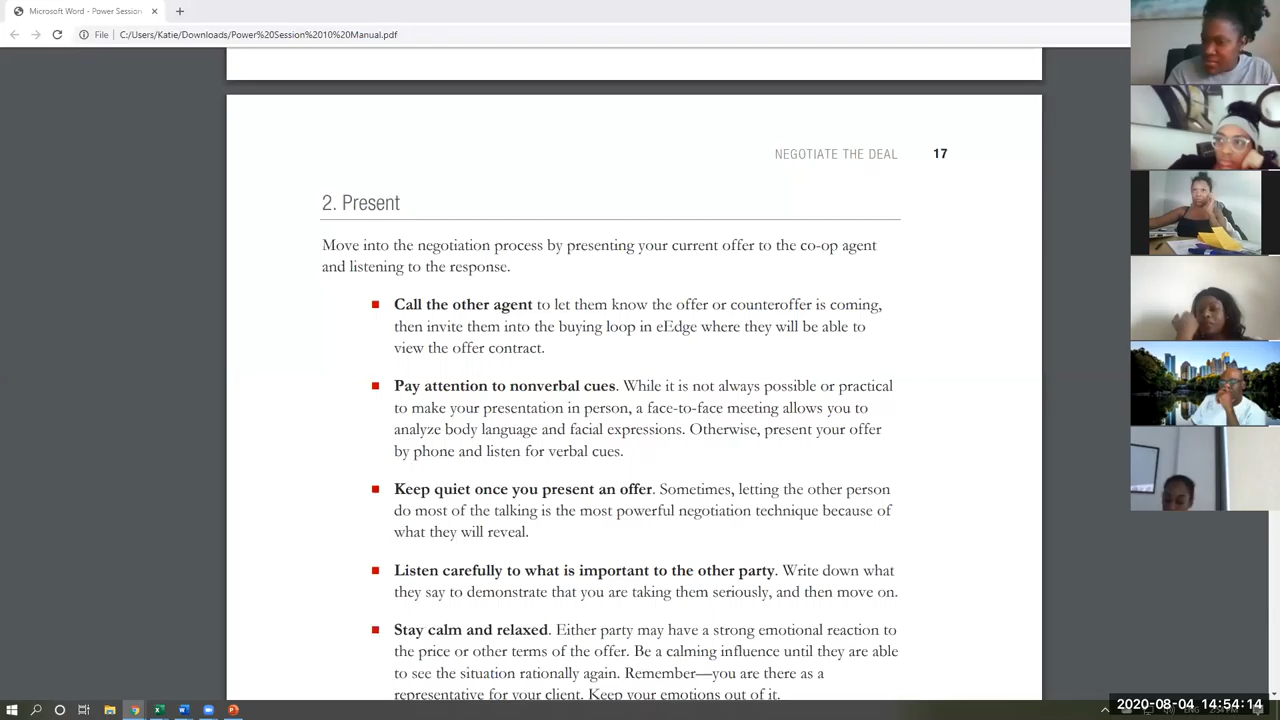 Microsoft Word - Power Session
File C:/Users/Katie/Downloads/Power%20Session%2010%20Manual.pdf
NEGOTIATE THE DEAL 17
2. Present
Move into the negotiation process by presenting your current offer to the co-op agent
and listening to the response.
Call the other agent to let them know the offer or counteroffer is coming,
then invite them into the buying loop in eEdge where they will be able to
view the offer contract.
Pay attention to nonverbal cues. While it is not always possible or practical
to make your presentation in person, a face-to-face meeting allows you to
analyze body language and facial expressions. Otherwise, present your offer
by phone and listen for verbal cues.
Keep quiet once you present an offer. Sometimes, letting the other person
do most of the talking is the most powerful negotiation technique because of
what they will reveal.
Listen carefully to what is important to the other party. Write down what
they say to demonstrate that you are taking them seriously, and then move on.
Stay calm and relaxed. Either party may have a strong emotional reaction to
the price or other terms of the offer. Be a calming influence until they are able
to see the situation rationally again. Remember—you are there as a
representative for your client. Keep your emotions out of it.
2020-08-04 14:54:14